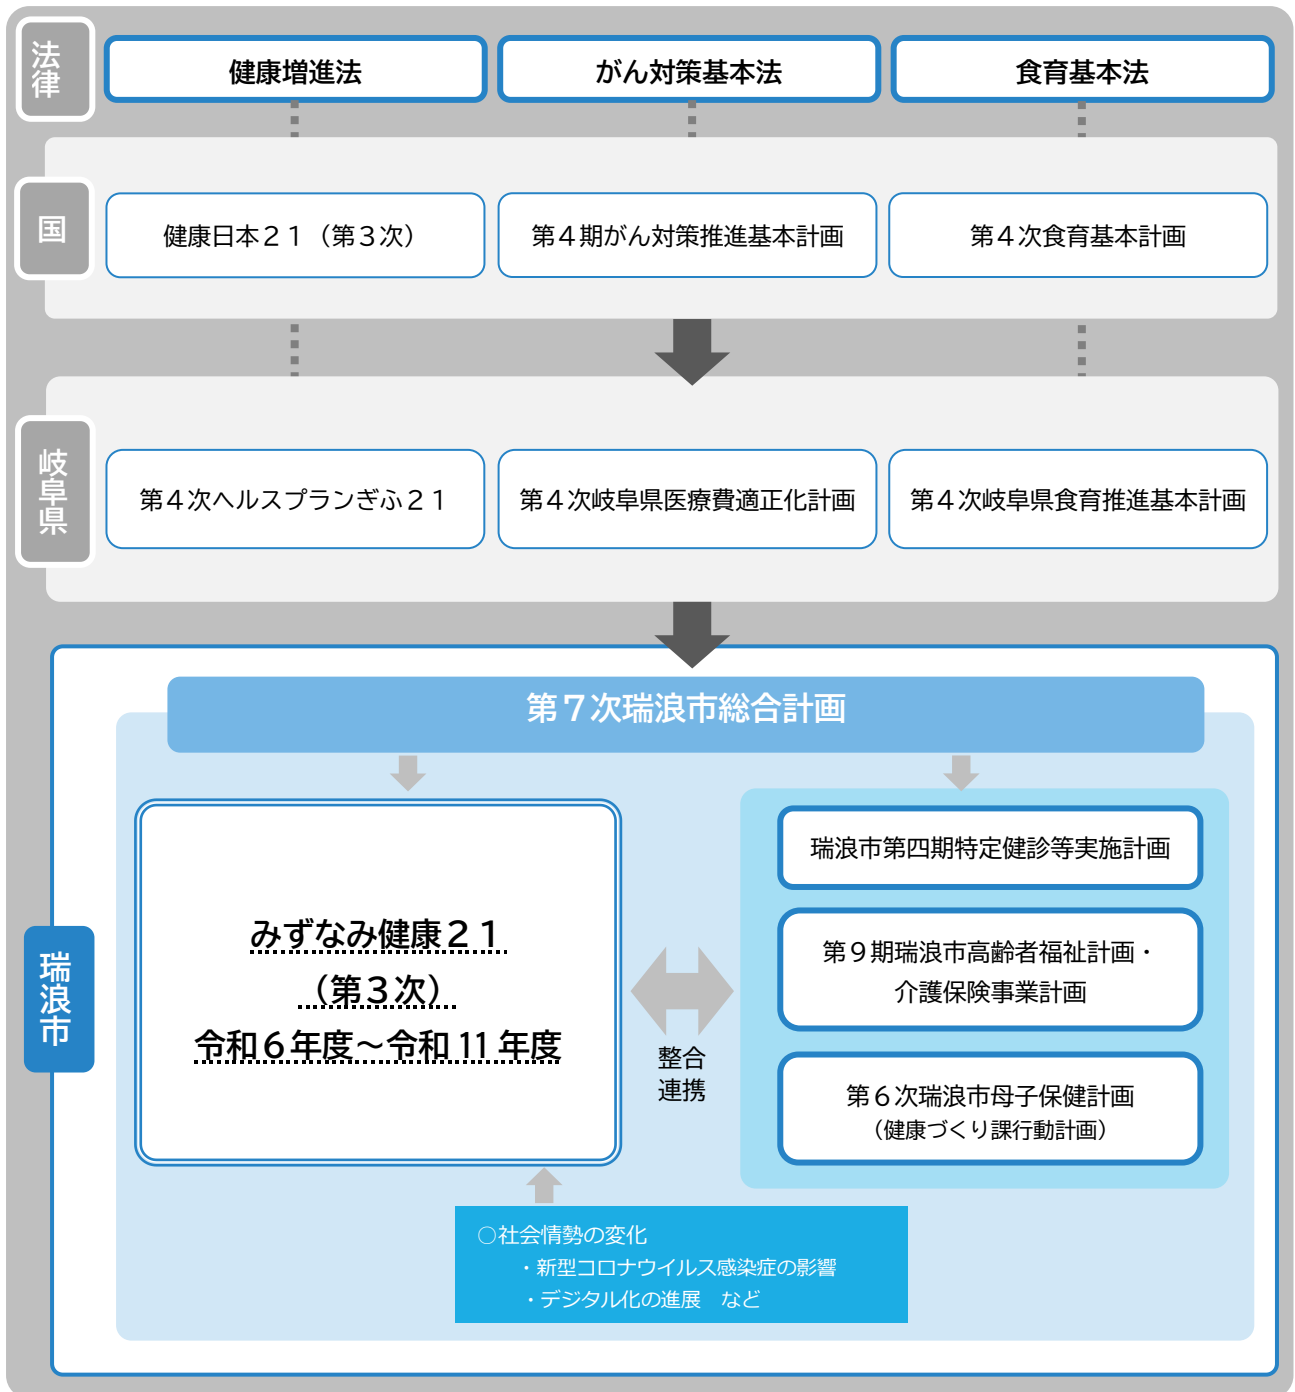 法律
健康増進法
がん対策基本法
食育基本法
国
健康日本２１（第３次）
第４期がん対策推進基本計画
第４次食育基本計画
岐阜県
第４次ヘルスプランぎふ２１
第４次岐阜県医療費適正化計画
第４次岐阜県食育推進基本計画
瑞浪市
第７次瑞浪市総合計画
みずなみ健康２１
（第３次）
令和６年度～令和 11 年度
整合
連携
瑞浪市第四期特定健診等実施計画
第９期瑞浪市高齢者福祉計画・
介護保険事業計画
第６次瑞浪市母子保健計画
（健康づくり課行動計画）
○社会情勢の変化
・新型コロナウイルス感染症の影響
・デジタル化の進展　など